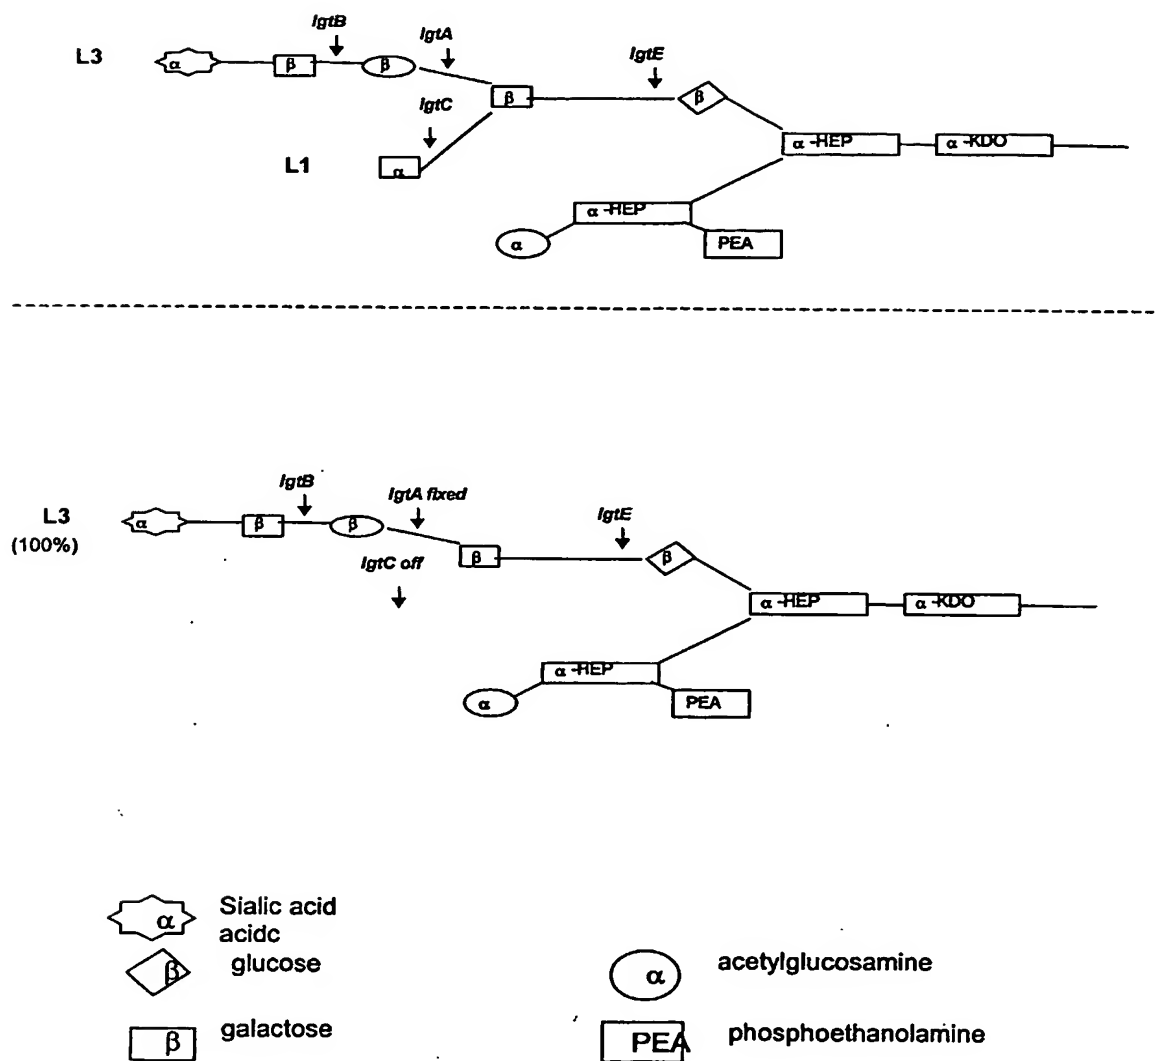 lgtB
lgtA
L3
α
β
β
lgtE
β
β
lgtC
α -HEP
α -KDO
L1
α
α -HEP
α
PEA
lgtB
lgtA fixed
L3
(100%)
α
β
β
lgtE
lgtC off
β
β
α -HEP
α -KDO
α -HEP
α
PEA
α
Sialic acid
acidc
β
glucose
α
acetylglucosamine
β
galactose
PEA
phosphoethanolamine